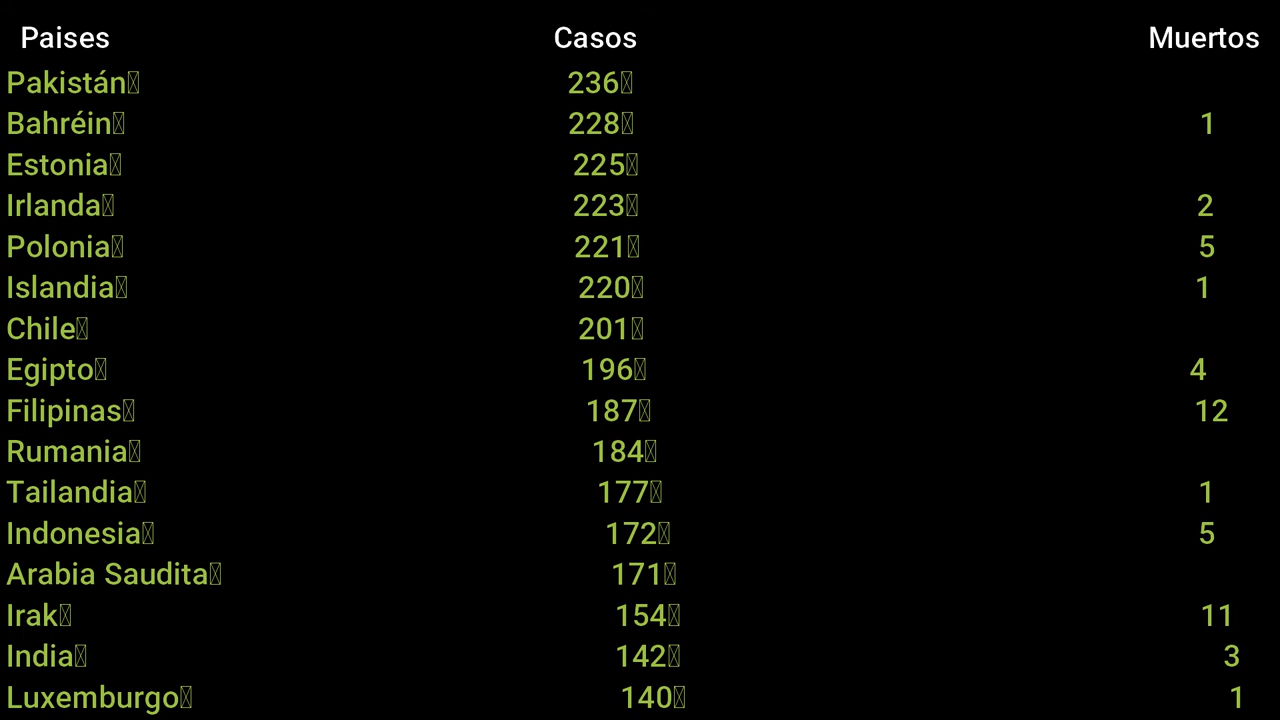 Paises Casos Muertos
Pakistán 236
Bahréin 228 1
Estonia 225
Irlanda 223 2
Polonia 221 5
Islandia 220 1
Chile 201
Egipto 196 4
Filipinas 187 12
Rumania 184
Tailandia 177 1
Indonesia 172 5
Arabia Saudita 171
Irak 154 11
India 142 3
Luxemburgo 140 1